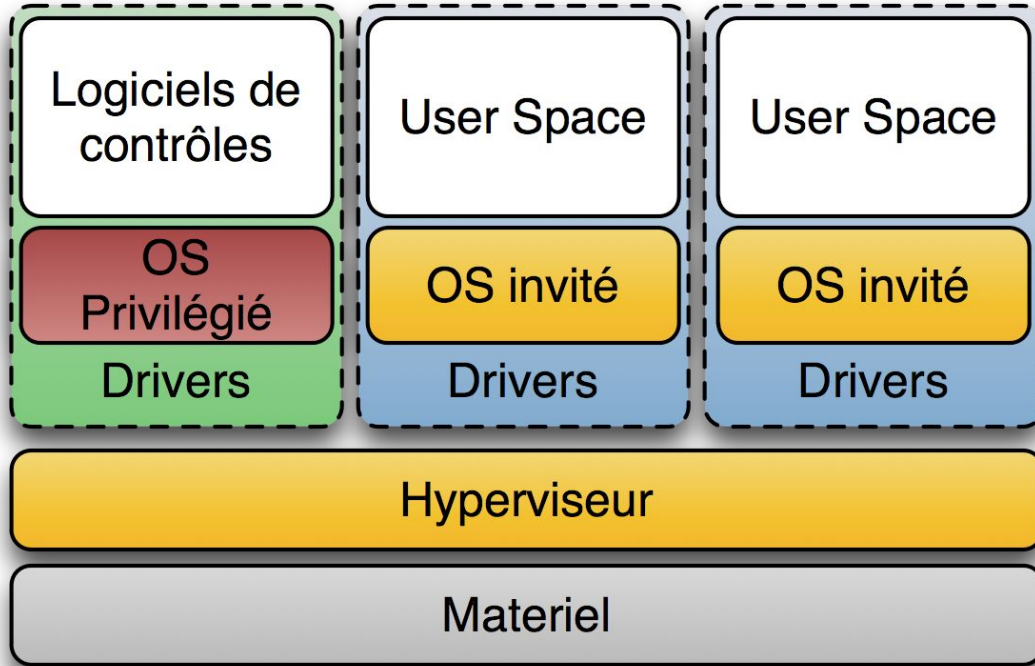 Logiciels de
contrôles
User Space
User Space
OS
Privilégié
OS invité
OS invité
Drivers
Drivers
Drivers
Hyperviseur
Materiel